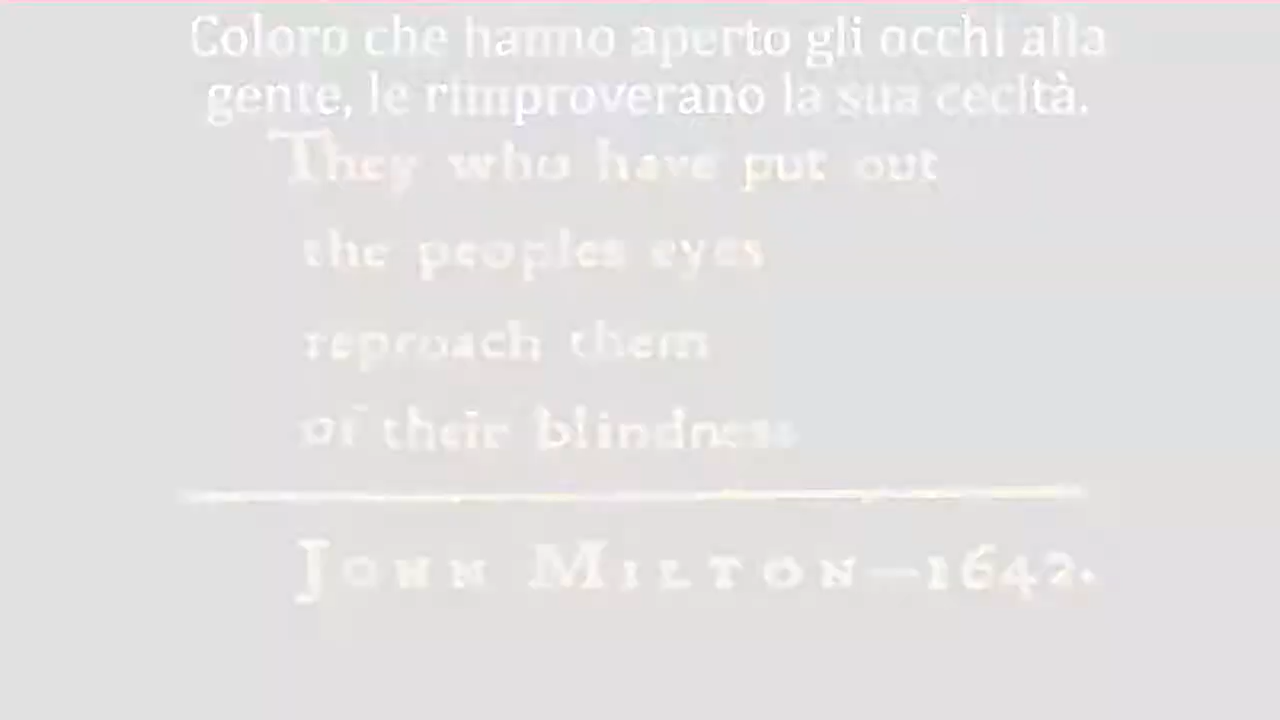 Coloro che hanno aperto gli occhi alla
gente, le rimproverano la sua cecità.
They who have put out
the peoples eyes
reproach them
of their blindness
JOHN MILTON—1642.